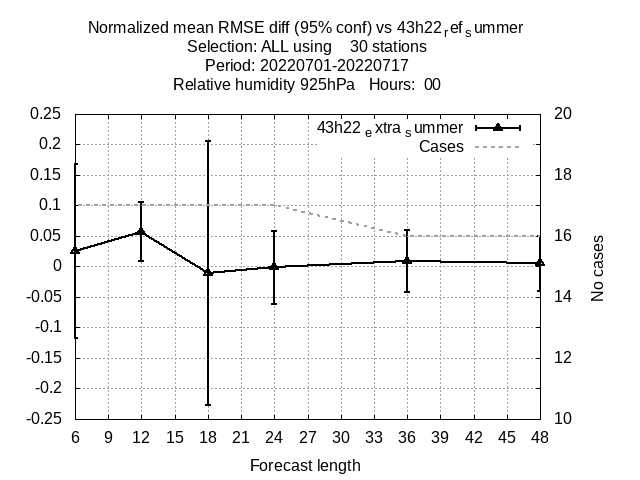 Normalized mean RMSE diff (95% conf) vs 43h22ref summer
Selection: ALL using 30 stations
Period: 20220701-20220717
Relative humidity 925hPa Hours: 00
43h22extrasummer
Cases
0.25
0.2
0.15
0.1
0.05
0
-0.05
-0.1
-0.15
-0.2
-0.25
20
18
16
14
12
10
No cases
6 9 12 15 18 21 24 27 30 33 36 39 42 45 48
Forecast length